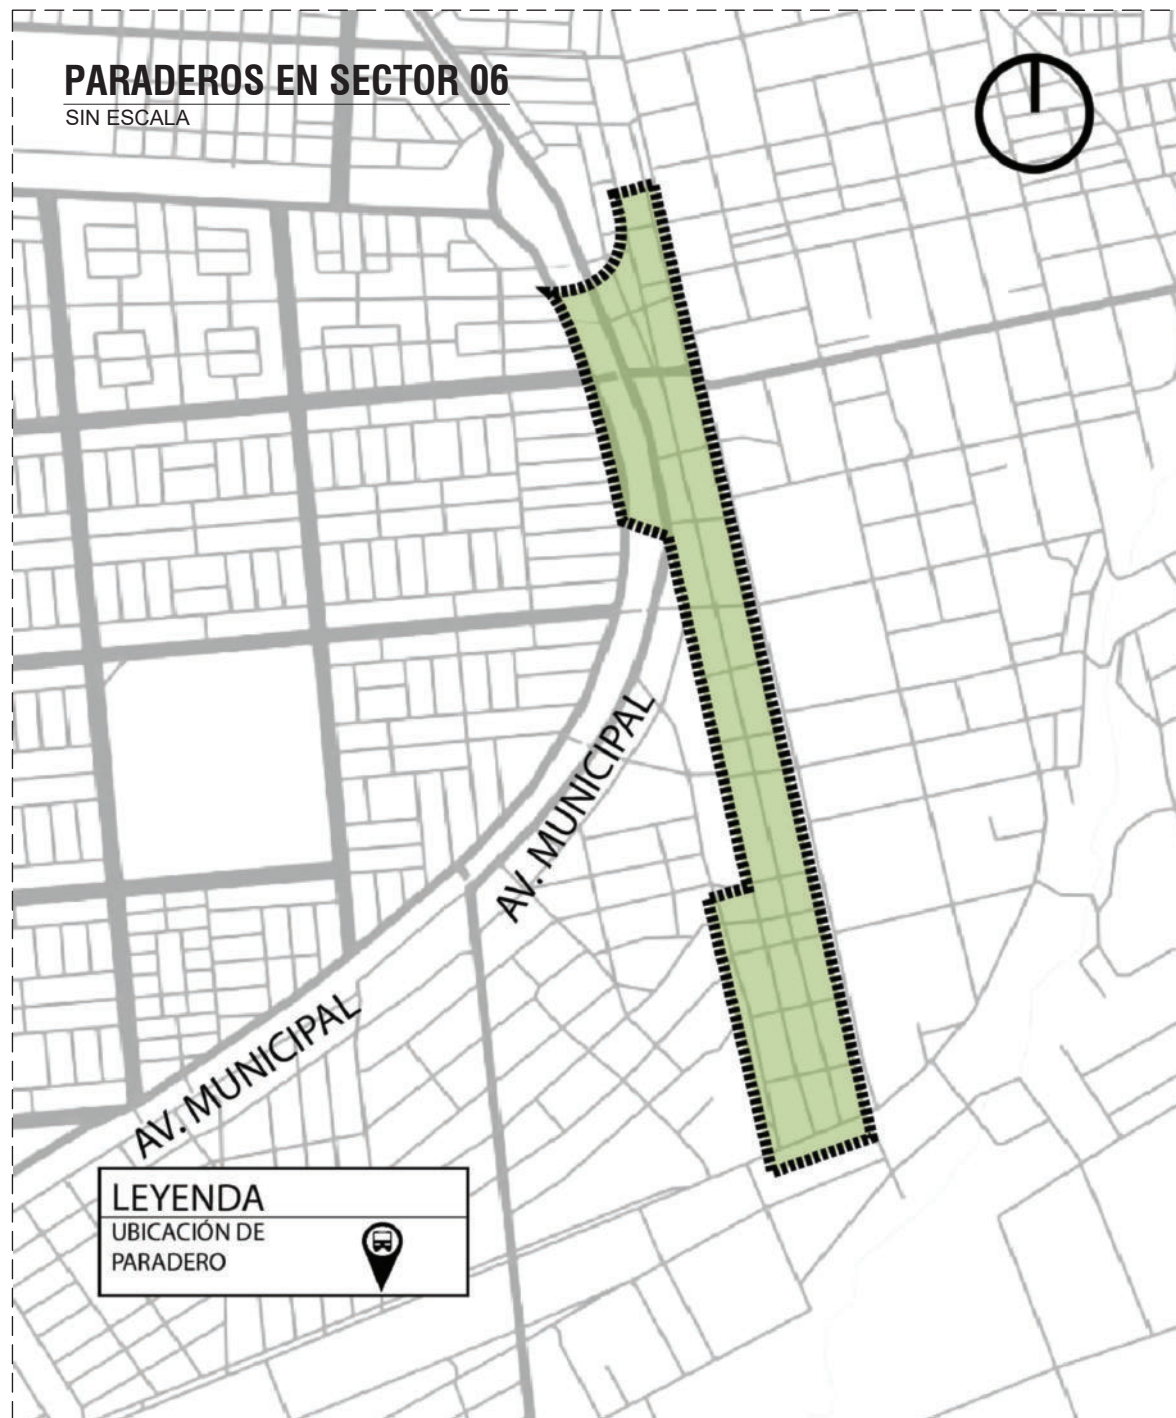 PARADEROS EN SECTOR 06
SIN ESCALA
AV. MUNICIPAL
AV. MUNICIPAL
LEYENDA
UBICACIÓN DE
PARADERO